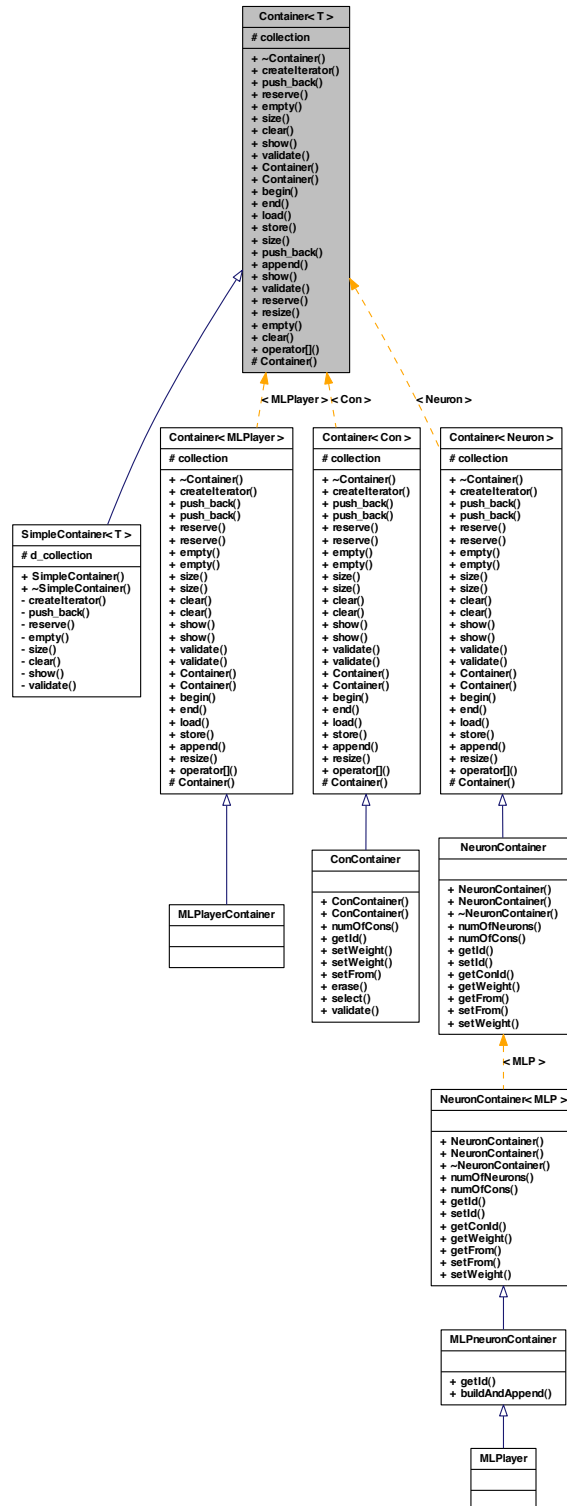 Container< T >
# collection
+ ~Container()
+ createIterator()
+ push_back()
+ reserve()
+ empty()
+ size()
+ clear()
+ show()
+ validate()
+ Container()
+ Container()
+ begin()
+ end()
+ load()
+ store()
+ size()
+ push_back()
+ append()
+ show()
+ validate()
+ reserve()
+ resize()
+ empty()
+ clear()
+ operator[]()
# Container()
< MLPlayer >
< Con >
< Neuron >
SimpleContainer< T >
# d_collection
+ SimpleContainer()
+ ~SimpleContainer()
- createIterator()
- push_back()
- reserve()
- empty()
- size()
- clear()
- show()
- validate()
Container< MLPlayer >
# collection
+ ~Container()
+ createIterator()
+ push_back()
+ push_back()
+ reserve()
+ reserve()
+ empty()
+ empty()
+ size()
+ size()
+ clear()
+ clear()
+ show()
+ show()
+ validate()
+ validate()
+ Container()
+ Container()
+ begin()
+ end()
+ load()
+ store()
+ append()
+ resize()
+ operator[]()
# Container()
Container< Con >
# collection
+ ~Container()
+ createIterator()
+ push_back()
+ push_back()
+ reserve()
+ reserve()
+ empty()
+ empty()
+ size()
+ size()
+ clear()
+ clear()
+ show()
+ show()
+ validate()
+ validate()
+ Container()
+ Container()
+ begin()
+ end()
+ load()
+ store()
+ append()
+ resize()
+ operator[]()
# Container()
Container< Neuron >
# collection
+ ~Container()
+ createIterator()
+ push_back()
+ push_back()
+ reserve()
+ reserve()
+ empty()
+ empty()
+ size()
+ size()
+ clear()
+ clear()
+ show()
+ show()
+ validate()
+ validate()
+ Container()
+ Container()
+ begin()
+ end()
+ load()
+ store()
+ append()
+ resize()
+ operator[]()
# Container()
MLPlayerContainer
ConContainer
+ ConContainer()
+ ConContainer()
+ numOfCons()
+ getId()
+ setWeight()
+ setWeight()
+ setFrom()
+ erase()
+ select()
+ validate()
NeuronContainer
+ NeuronContainer()
+ NeuronContainer()
+ ~NeuronContainer()
+ numOfNeurons()
+ numOfCons()
+ getId()
+ setId()
+ getConId()
+ getWeight()
+ getFrom()
+ setFrom()
+ setWeight()
< MLP >
NeuronContainer< MLP >
+ NeuronContainer()
+ NeuronContainer()
+ ~NeuronContainer()
+ numOfNeurons()
+ numOfCons()
+ getId()
+ setId()
+ getConId()
+ getWeight()
+ getFrom()
+ setFrom()
+ setWeight()
MLPneuronContainer
+ getId()
+ buildAndAppend()
MLPlayer